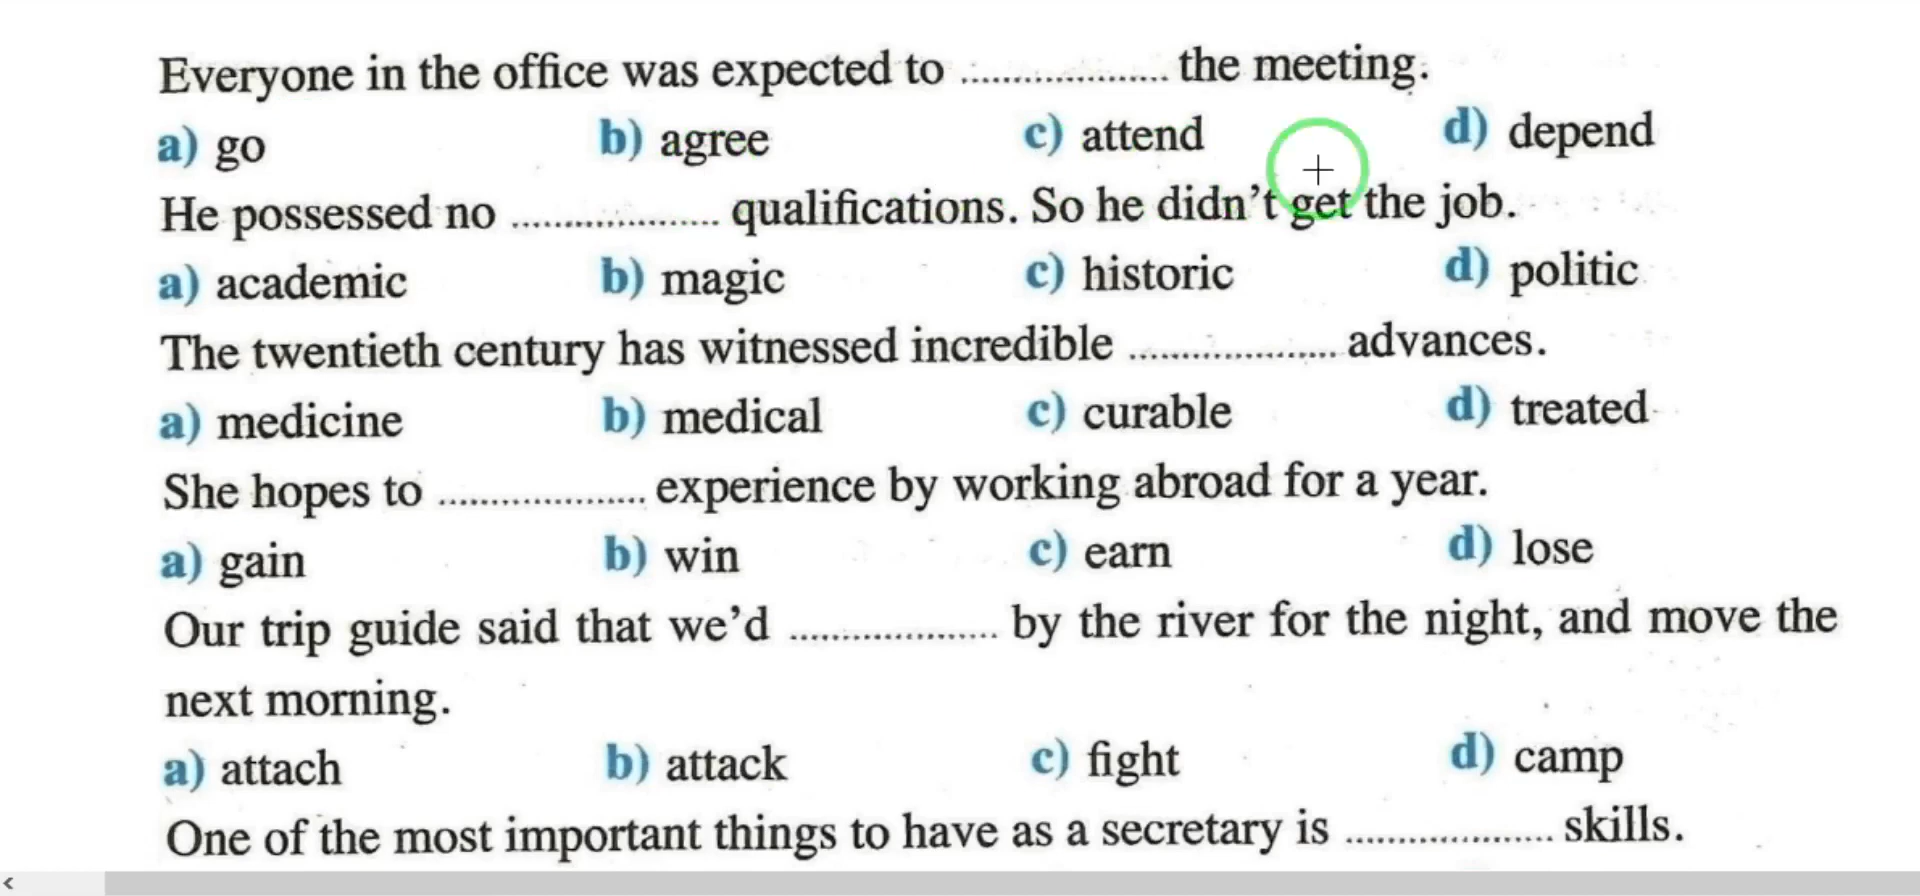 Everyone in the office was expected to .................... the meeting.
a) go b) agree c) attend d) depend
He possessed no .................... qualifications. So he didn't get the job.
a) academic b) magic c) historic d) politic
The twentieth century has witnessed incredible .................... advances.
a) medicine b) medical c) curable d) treated
She hopes to .................... experience by working abroad for a year.
a) gain b) win c) earn d) lose
Our trip guide said that we'd .................... by the river for the night, and move the
next morning.
a) attach b) attack c) fight d) camp
One of the most important things to have as a secretary is .................... skills.